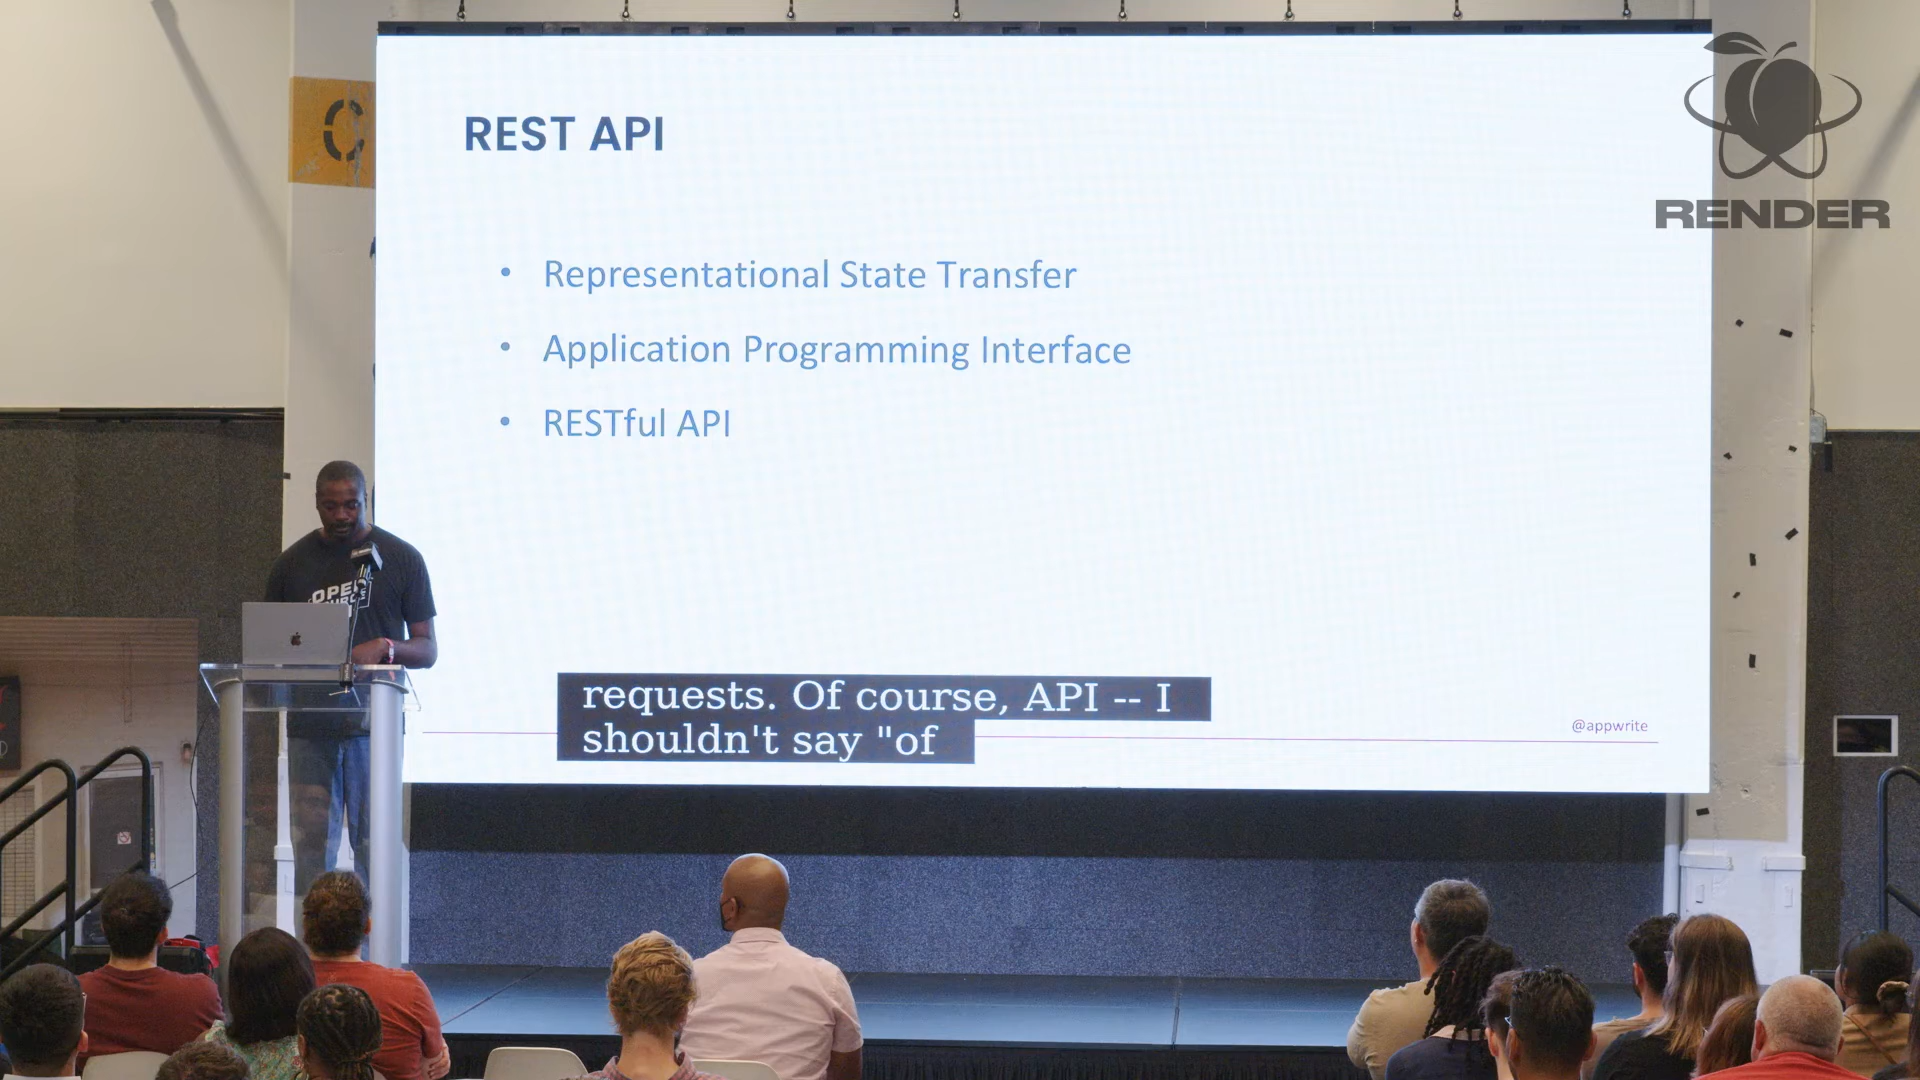 REST API
RENDER
• Representational State Transfer
• Application Programming Interface
• RESTful API
OPEN
requests. Of course, API -- I
shouldn't say "of
@appwrite